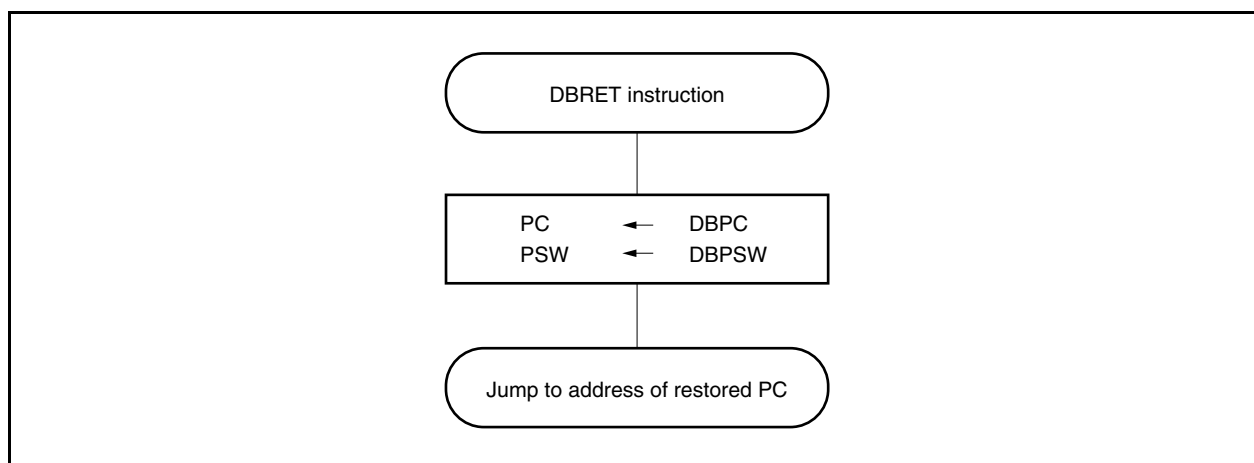 DBRET instruction
PC ← DBPC
PSW ← DBPSW
Jump to address of restored PC